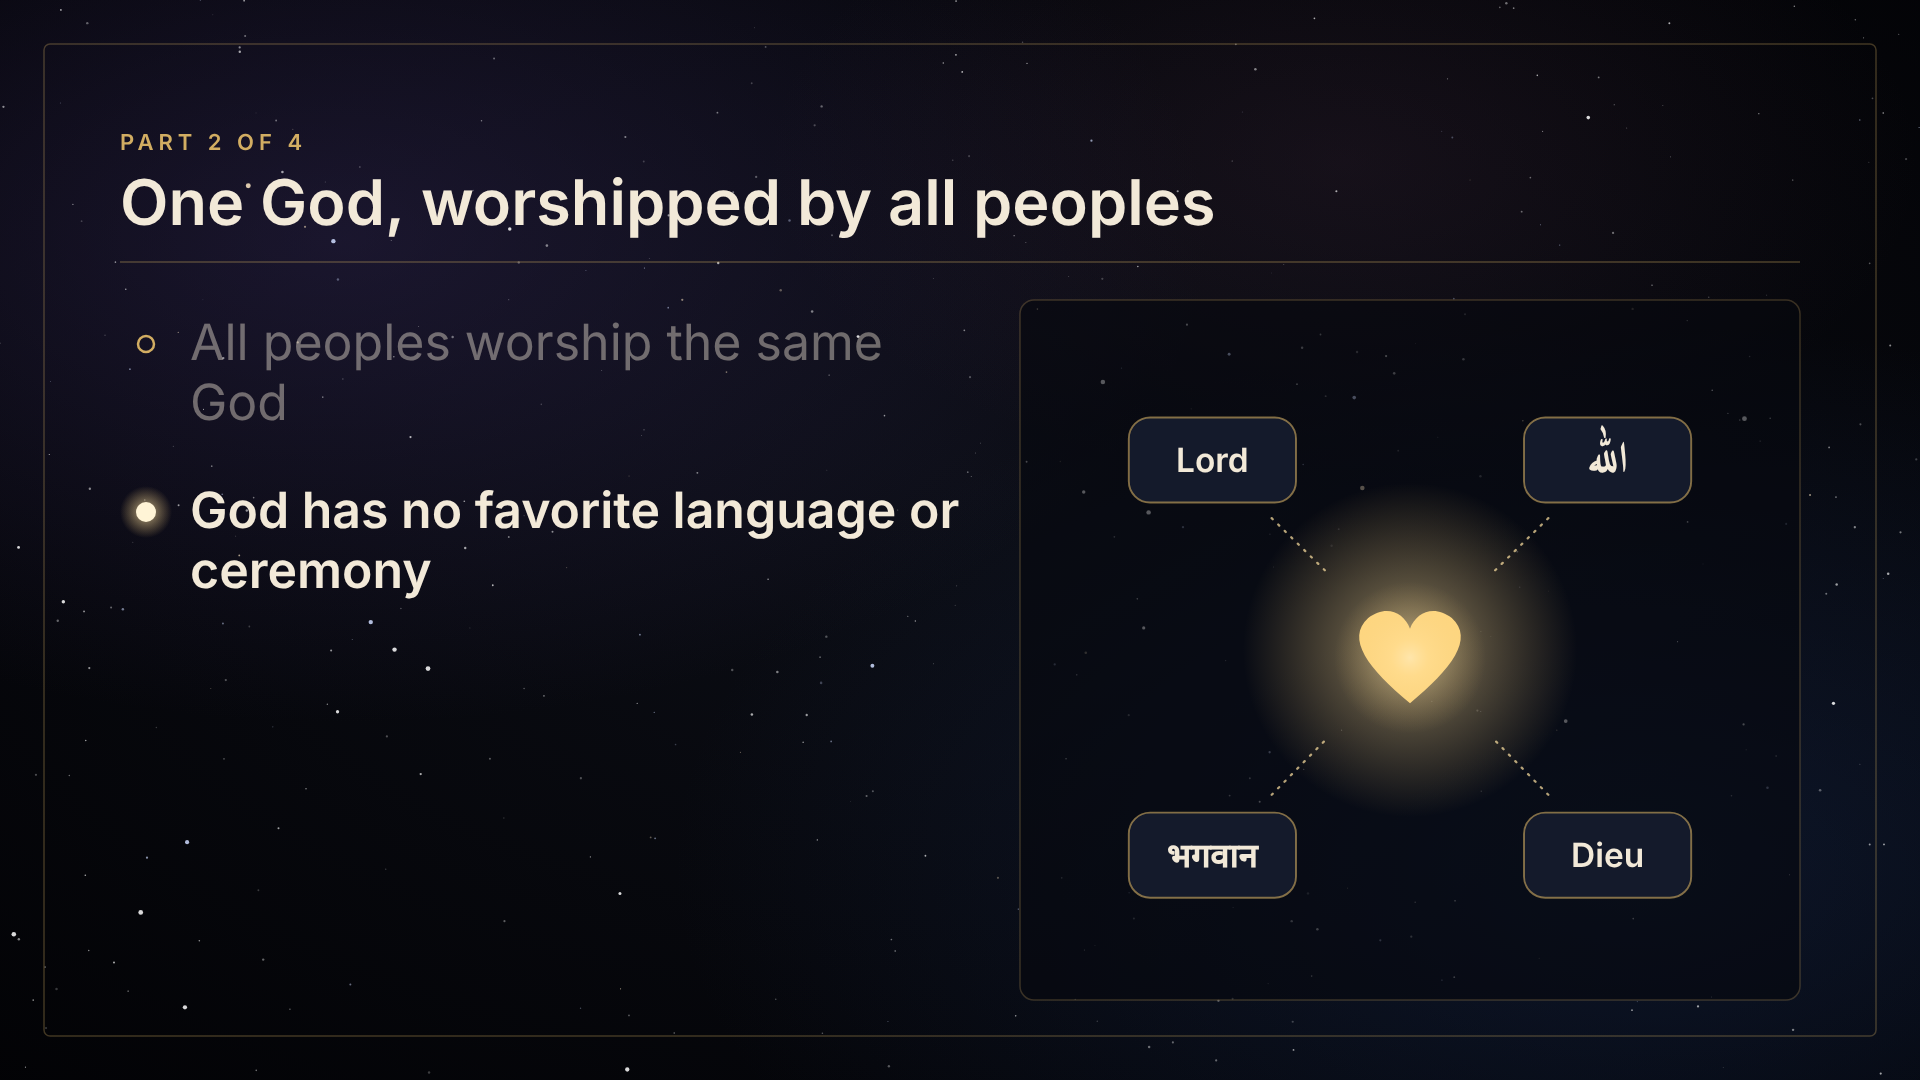 PART 2 OF 4
One God, worshipped by all peoples
All peoples worship the same
God
God has no favorite language or
ceremony
Lord
الله
भगवान
Dieu